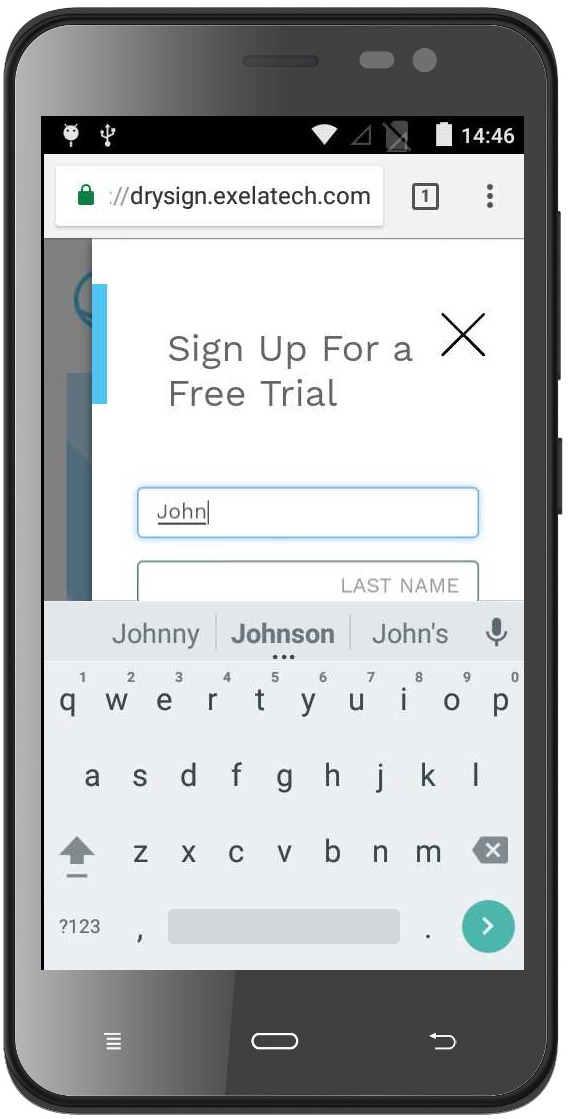 14:46
://drysign.exelatech.com 1
Sign Up For a
Free Trial
John
LAST NAME
Johnny Johnson John's
1 2 3 4 5 6 7 8 9 0
q w e r t y u i o p
a s d f g h j k l
z x c v b n m
?123 , .